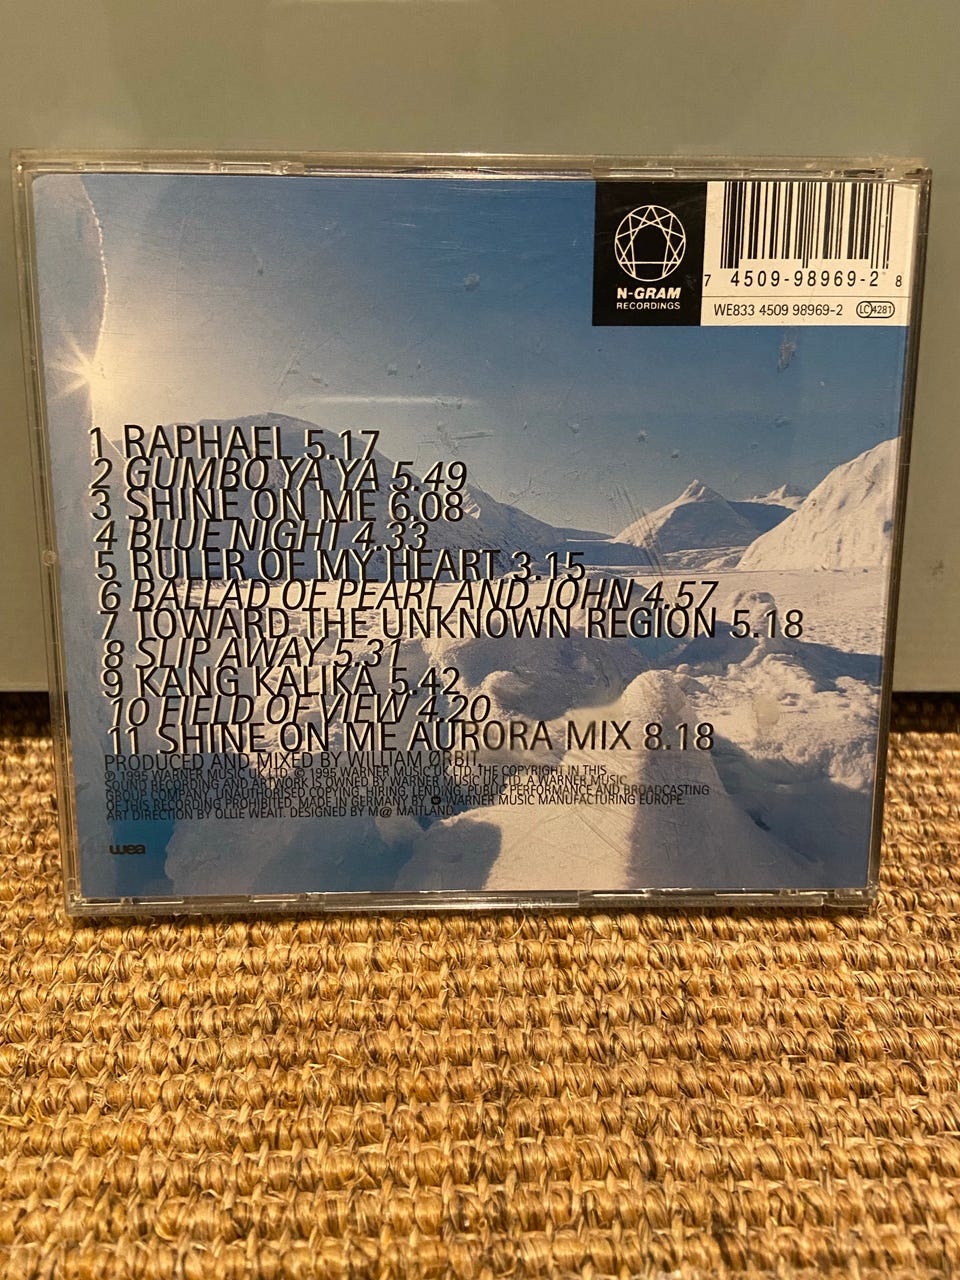 N-GRAM
RECORDINGS
7 4509-98969-2 8
WE833 4509 98969-2 LC 4281
1 RAPHAEL 5.17
2 GUMBO YA YA 5.49
3 SHINE ON ME 6.08
4 BLUE NIGHT 4.33
5 RULER OF MY HEART 3.15
6 BALLAD OF PEARL AND JOHN 4.57
7 TOWARD THE UNKNOWN REGION 5.18
8 SLIP AWAY 5.31
9 KANG KALIKA 5.42
10 FIELD OF VIEW 4.20
11 SHINE ON ME AURORA MIX 8.18
PRODUCED AND MIXED BY WILLIAM ØRBIT.
℗ 1995 WARNER MUSIC UK LTD. © 1995 WARNER MUSIC UK LTD. THE COPYRIGHT IN THIS
SOUND RECORDING AND ARTWORK IS OWNED BY WARNER MUSIC UK LTD. A WARNER MUSIC
GROUP COMPANY. UNAUTHORISED COPYING, HIRING, LENDING, PUBLIC PERFORMANCE AND BROADCASTING
OF THIS RECORDING PROHIBITED. MADE IN GERMANY BY WARNER MUSIC MANUFACTURING EUROPE.
ART DIRECTION BY OLLIE WEAIT. DESIGNED BY M@ MAITLAND.
wea